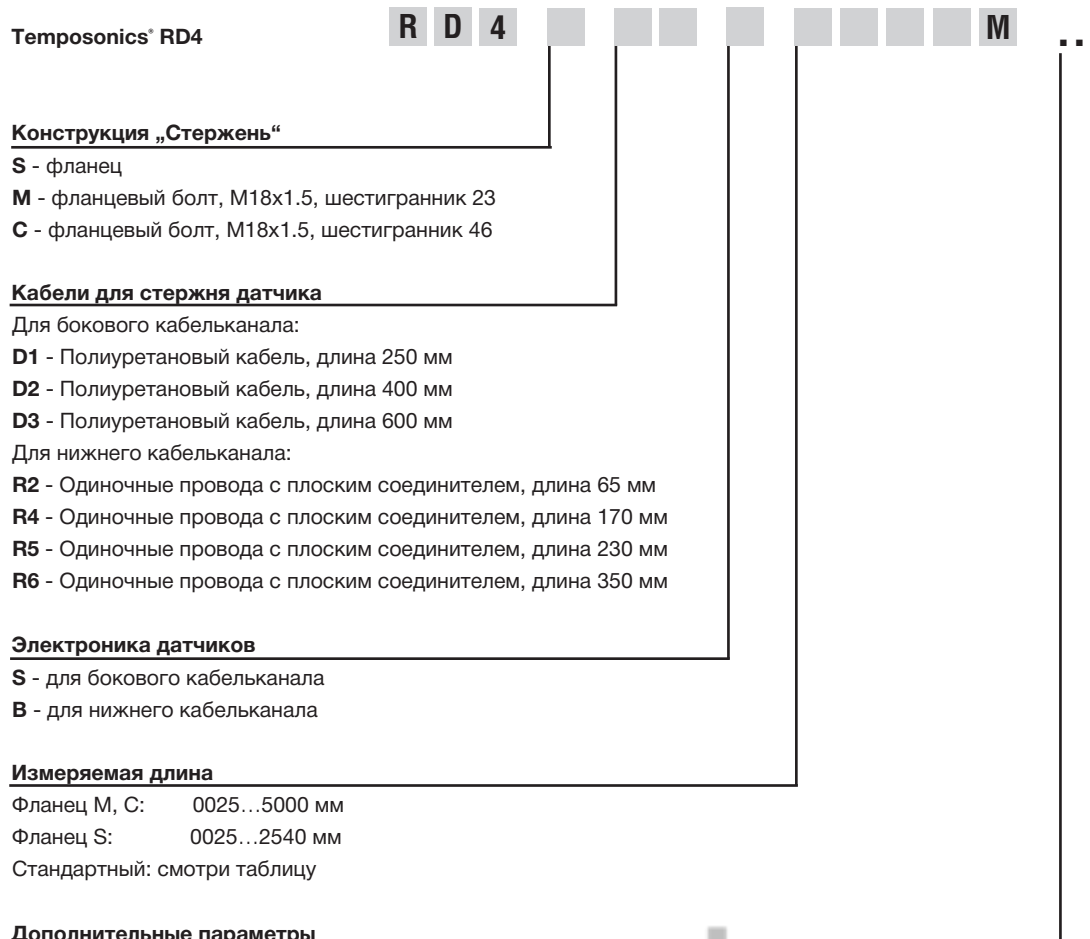 Temposonics® RD4 R D 4 M ..
Конструкция „Стержень“
S - фланец
M - фланцевый болт, M18x1.5, шестигранник 23
C - фланцевый болт, M18x1.5, шестигранник 46
Кабели для стержня датчика
Для бокового кабельканала:
D1 - Полиуретановый кабель, длина 250 мм
D2 - Полиуретановый кабель, длина 400 мм
D3 - Полиуретановый кабель, длина 600 мм
Для нижнего кабельканала:
R2 - Одиночные провода с плоским соединителем, длина 65 мм
R4 - Одиночные провода с плоским соединителем, длина 170 мм
R5 - Одиночные провода с плоским соединителем, длина 230 мм
R6 - Одиночные провода с плоским соединителем, длина 350 мм
Электроника датчиков
S - для бокового кабельканала
B - для нижнего кабельканала
Измеряемая длина
Фланец M, C: 0025…5000 мм
Фланец S: 0025…2540 мм
Стандартный: смотри таблицу
Дополнительные параметры